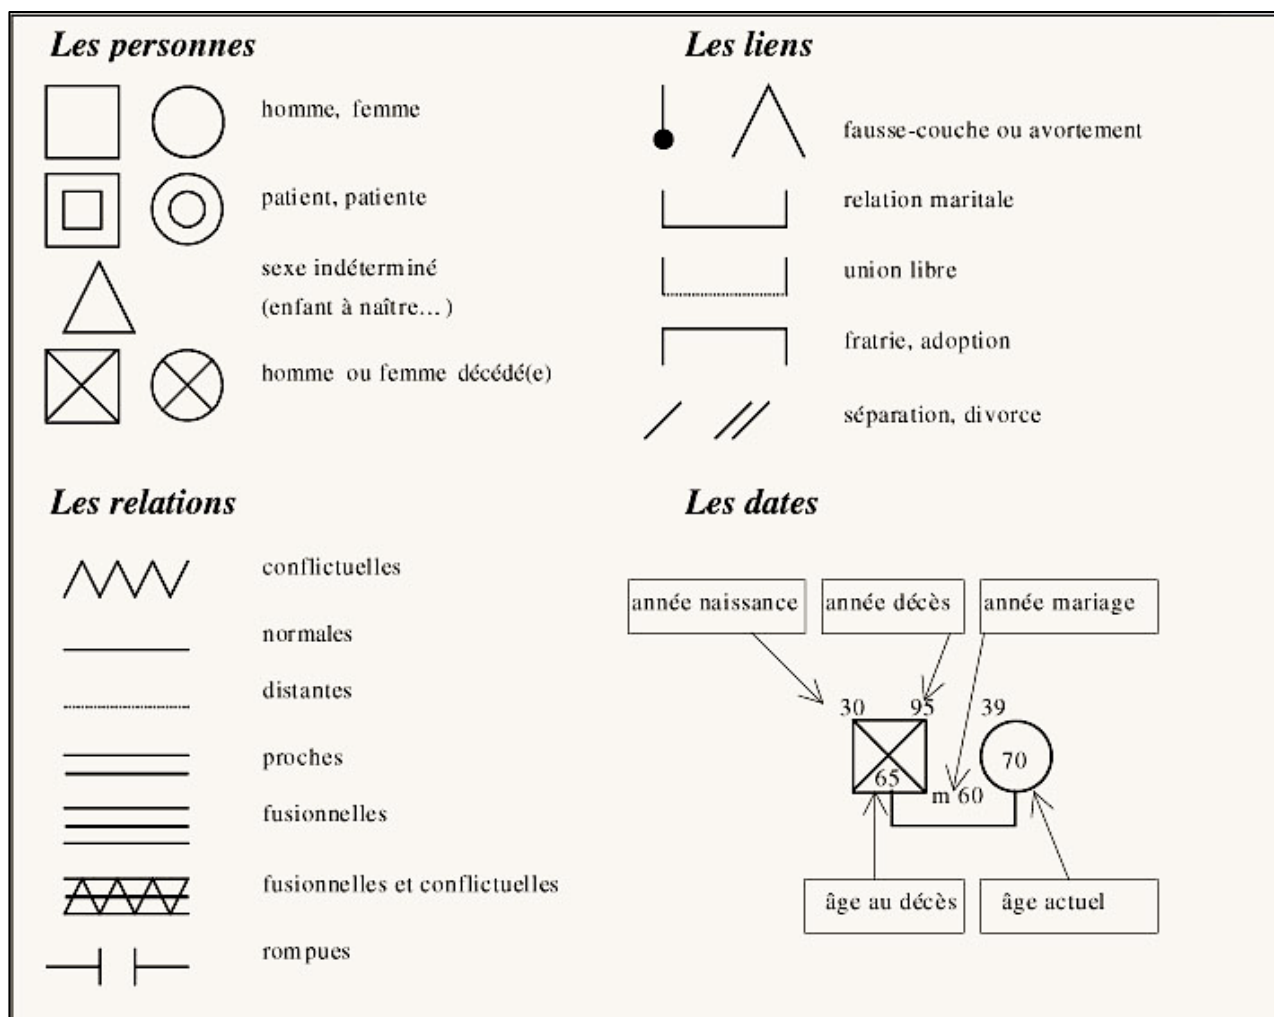 Les personnes
homme, femme
patient, patiente
sexe indéterminé
(enfant à naître...)
homme ou femme décédé(e)
Les liens
fausse-couche ou avortement
relation maritale
union libre
fratrie, adoption
séparation, divorce
Les relations
conflictuelles
normales
distantes
proches
fusionnelles
fusionnelles et conflictuelles
rompues
Les dates
année naissance
année décès
année mariage
30
95
39
65
70
m 60
âge au décès
âge actuel